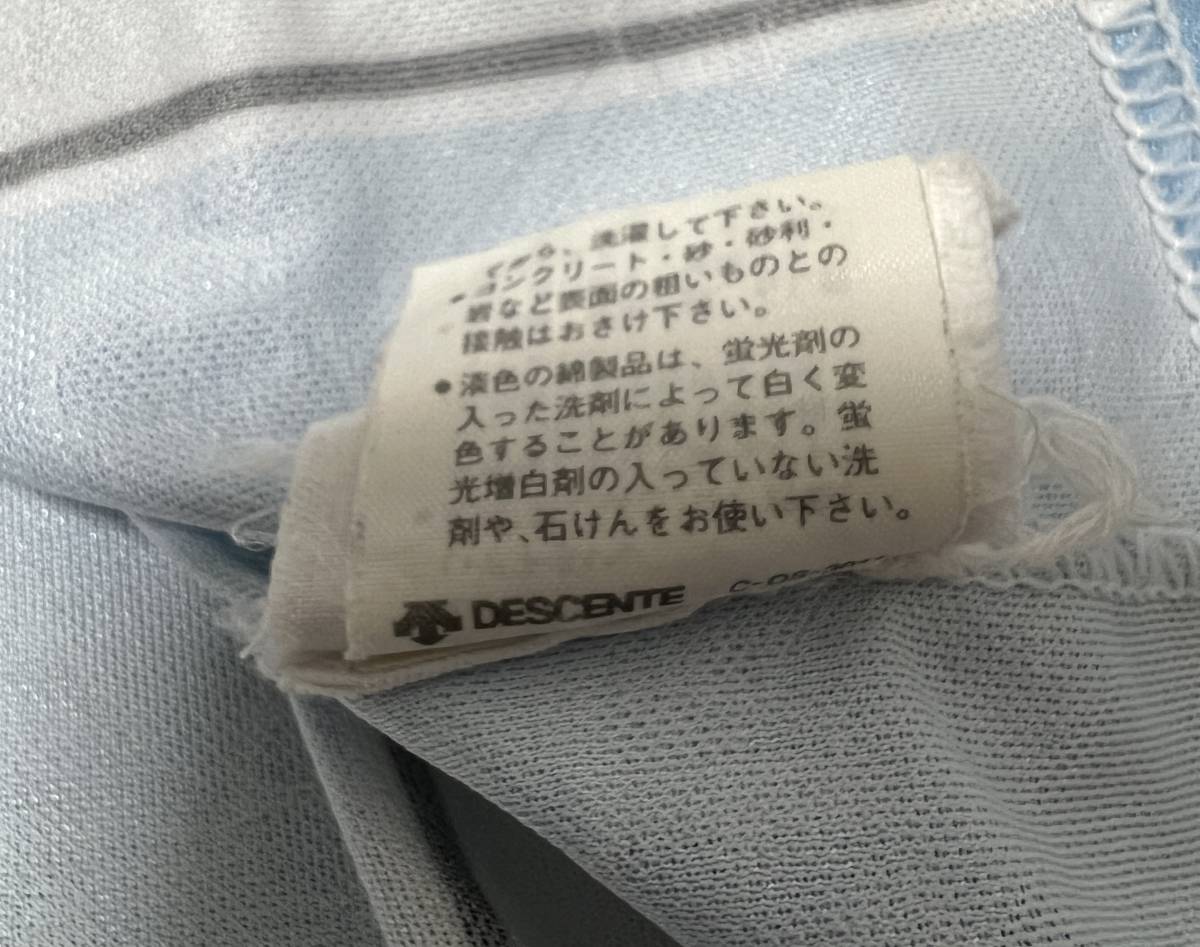 、洗濯して下さい。
・コンクリート・砂・砂利・
岩など表面の粗いものとの
接触はおさけ下さい。
●淡色の綿製品は、蛍光剤の
入った洗剤によって白く変
色することがあります。蛍
光増白剤の入っていない洗
剤や、石けんをお使い下さい。
DESCENTE